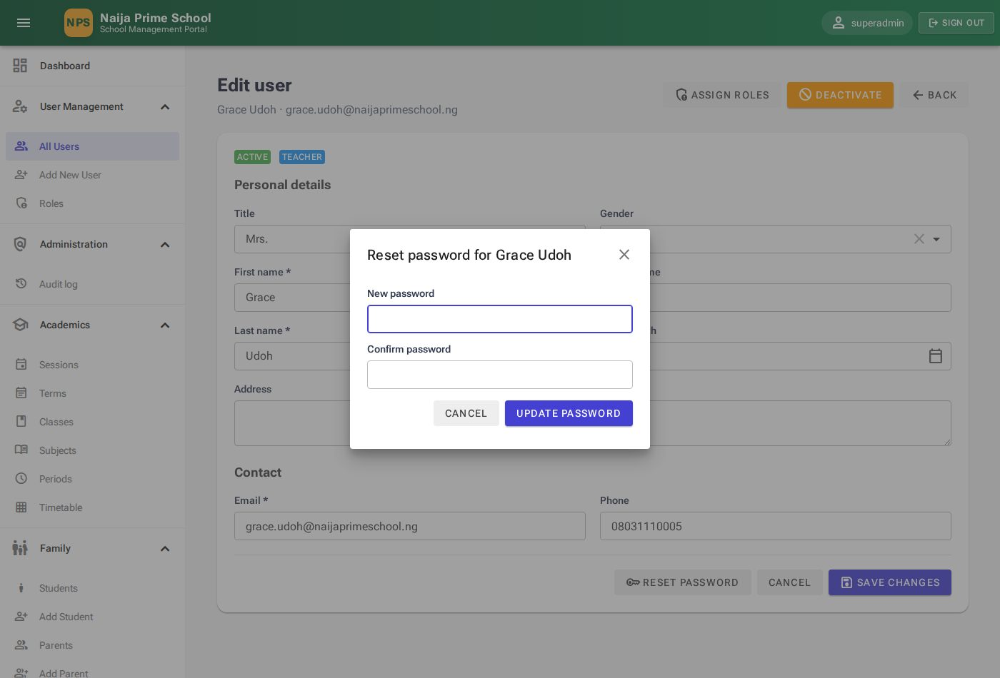 NPS
Naija Prime School
School Management Portal
superadmin
SIGN OUT
Dashboard
User Management
All Users
Add New User
Roles
Administration
Audit log
Academics
Sessions
Terms
Classes
Subjects
Periods
Timetable
Family
Students
Add Student
Parents
Add Parent
Edit user
Grace Udoh · grace.udoh@naijaprimeschool.ng
ASSIGN ROLES
DEACTIVATE
BACK
ACTIVE
TEACHER
Personal details
Title
Gender
Mrs.
First name *
Grace
Last name *
Udoh
Address
Reset password for Grace Udoh
New password
Confirm password
CANCEL
UPDATE PASSWORD
Contact
Email *
Phone
grace.udoh@naijaprimeschool.ng
08031110005
RESET PASSWORD
CANCEL
SAVE CHANGES